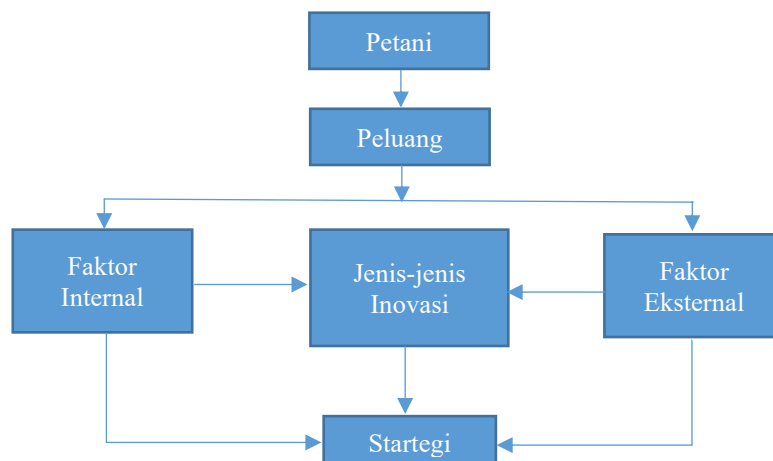 Petani
Peluang
Faktor
Internal
Jenis-jenis
Inovasi
Faktor
Eksternal
Startegi